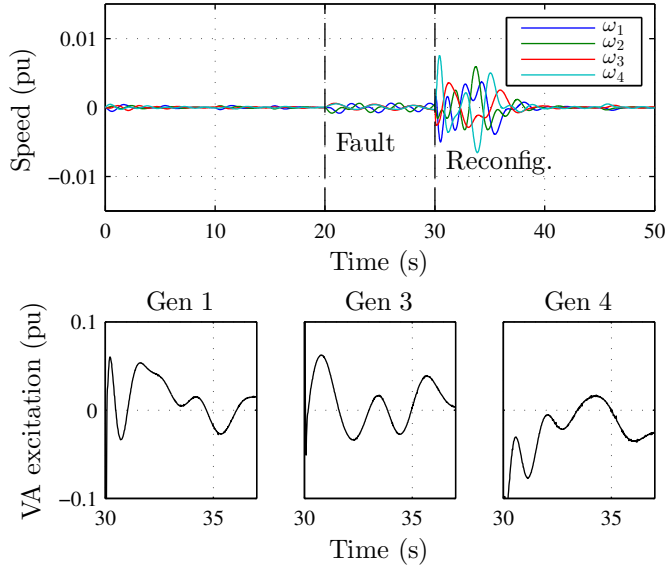 0.01
0
−0.01
Speed (pu)
ω1
ω2
ω3
ω4
Fault
Reconfig.
0 10 20 30 40 50
Time (s)
Gen 1 Gen 3 Gen 4
VA excitation (pu)
0.1
0
−0.1
30 35 30 35 30 35
Time (s)